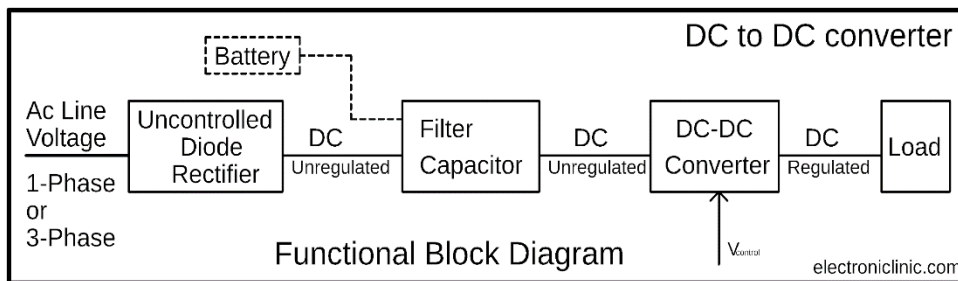 DC to DC converter
Battery
Ac Line
Voltage
1-Phase
or
3-Phase
Uncontrolled
Diode
Rectifier
DC
Unregulated
Filter
Capacitor
DC
Unregulated
DC-DC
Converter
DC
Regulated
Load
Vcontrol
Functional Block Diagram
electroniclinic.com